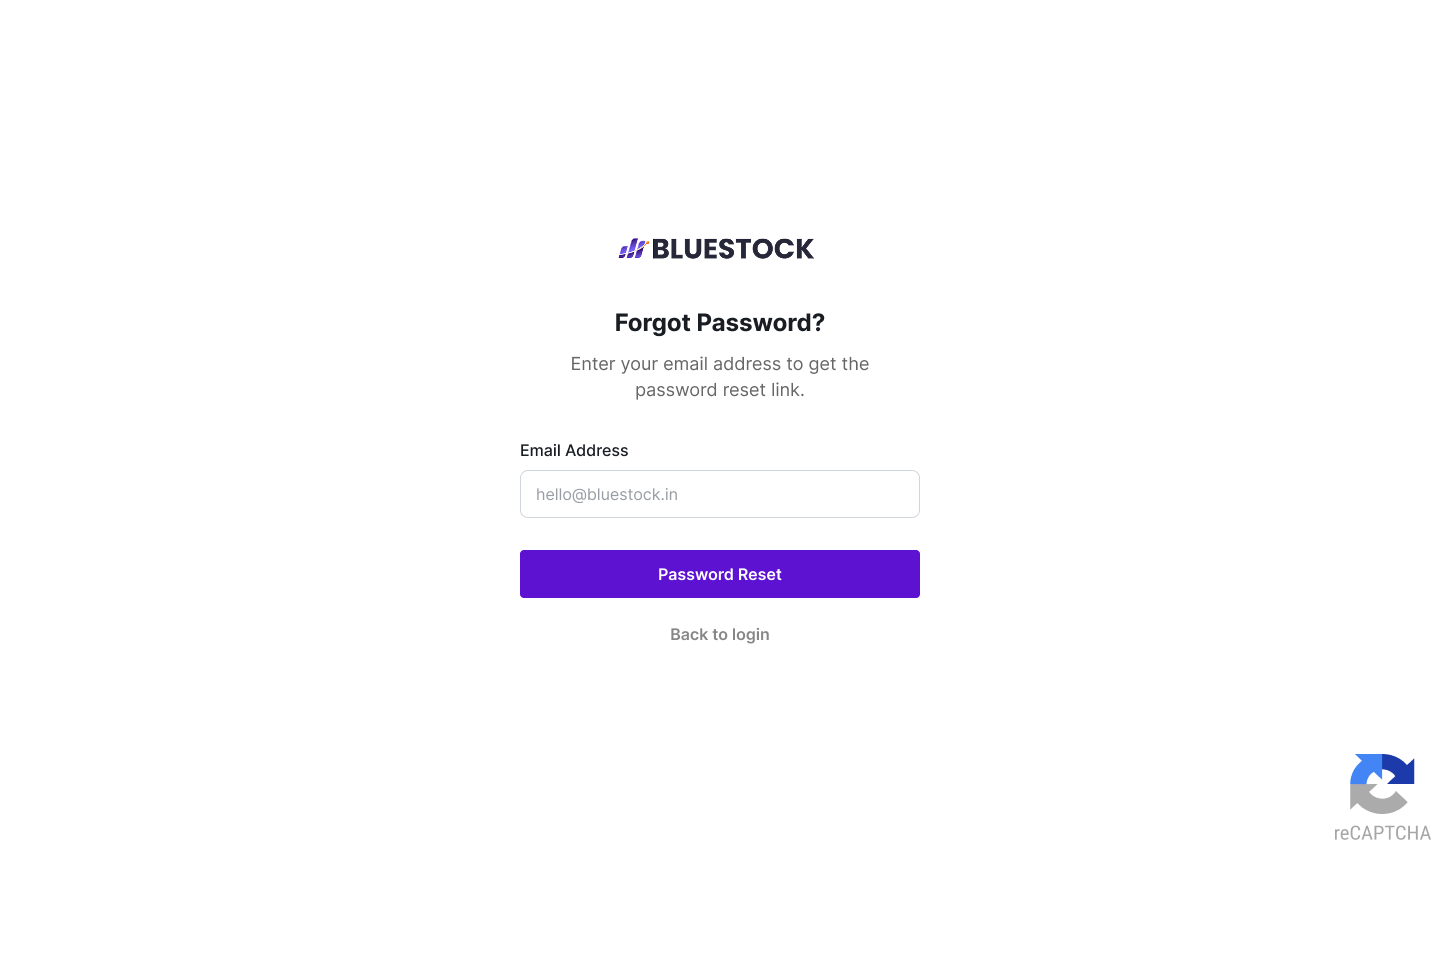 BLUESTOCK
Forgot Password?
Enter your email address to get the
password reset link.
Email Address
hello@bluestock.in
Password Reset
Back to login
reCAPTCHA